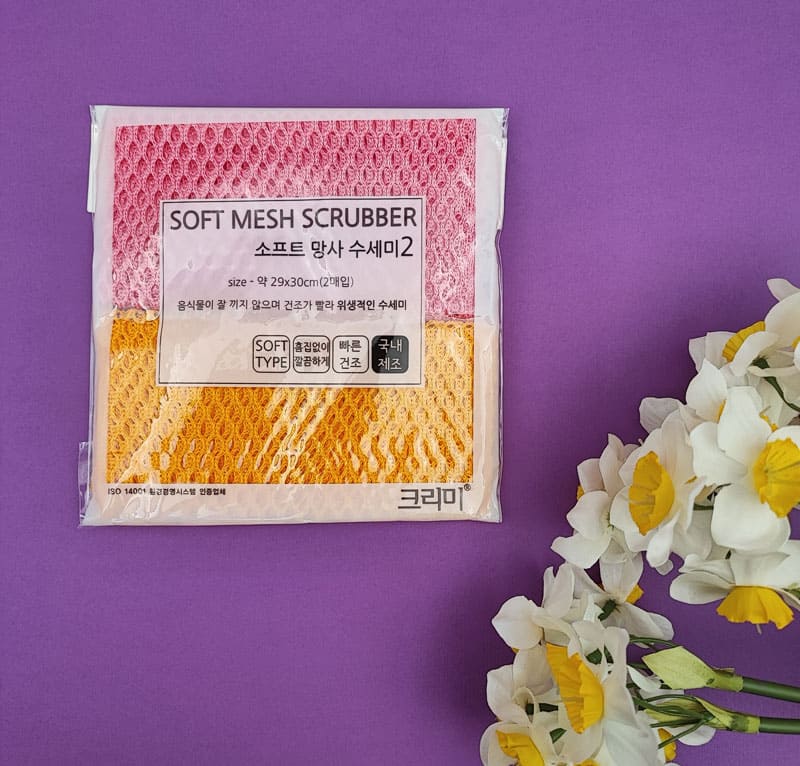 SOFT MESH SCRUBBER
소프트 망사 수세미2
size - 약 29x30cm(2매입)
음식물이 잘 끼지 않으며 건조가 빨라 위생적인 수세미
SOFT TYPE
흠집없이 깔끔하게
빠른 건조
국내 제조
ISO 14001 환경경영시스템 인증업체
크리미®